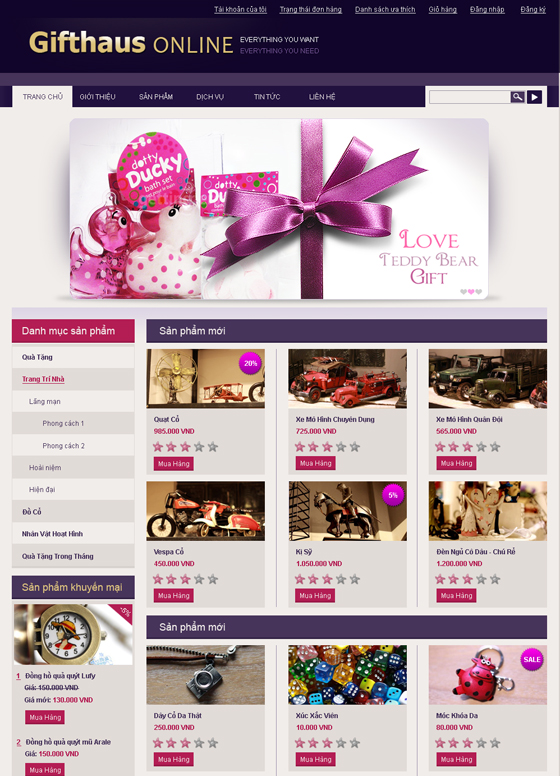 Tài khoản của tôi Trạng thái đơn hàng Danh sách ưa thích Giỏ hàng Đăng nhập Đăng ký
Gifthaus ONLINE
EVERYTHING YOU WANT
EVERYTHING YOU NEED
TRANG CHỦ GIỚI THIỆU SẢN PHẨM DỊCH VỤ TIN TỨC LIÊN HỆ
dotty
Ducky
bath set
dotty
Ducky
LOVE
TEDDY BEAR
GIFT
Danh mục sản phẩm
Quà Tặng
Trang Trí Nhà
Lãng mạn
Phong cách 1
Phong cách 2
Hoài niệm
Hiện đại
Đồ Cổ
Nhân Vật Hoạt Hình
Quà Tặng Trong Tháng
Sản phẩm khuyến mại
-5%
1 Đồng hồ quả quýt Lufy
Giá: 150.000 VND
Giá mới: 130.000 VND
Mua Hàng
2 Đồng hồ quả quýt mũ Arale
Giá: 150.000 VND
Mua Hàng
Sản phẩm mới
20%
Quạt Cổ
985.000 VND
Mua Hàng
Xe Mô Hình Chuyên Dụng
725.000 VND
Mua Hàng
Xe Mô Hình Quân Đội
565.000 VND
Mua Hàng
Vespa Cổ
450.000 VND
Mua Hàng
5%
Kị Sỹ
1.050.000 VND
Mua Hàng
Đèn Ngủ Cô Dâu - Chú Rể
1.200.000 VND
Mua Hàng
Sản phẩm mới
Dây Cổ Da Thật
250.000 VND
Mua Hàng
Xúc Xắc Viên
10.000 VND
Mua Hàng
SALE
Móc Khóa Da
80.000 VND
Mua Hàng